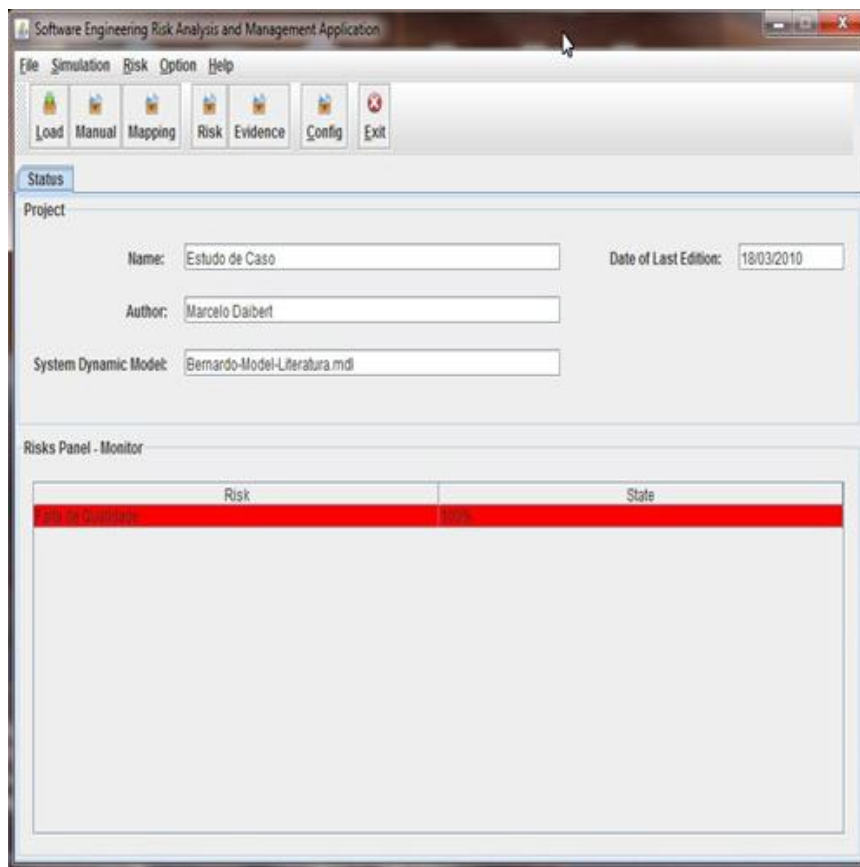 Software Engineering Risk Analysis and Management Application
File Simulation Risk Option Help
Load Manual Mapping Risk Evidence Config Exit
Status
Project
Name: Estudo de Caso Date of Last Edition: 18/03/2010
Author: Marcelo Daibert
System Dynamic Model: Bernardo-Model-Literatura.mdl
Risks Panel - Monitor
Risk State
Falta de Qualidade 100%